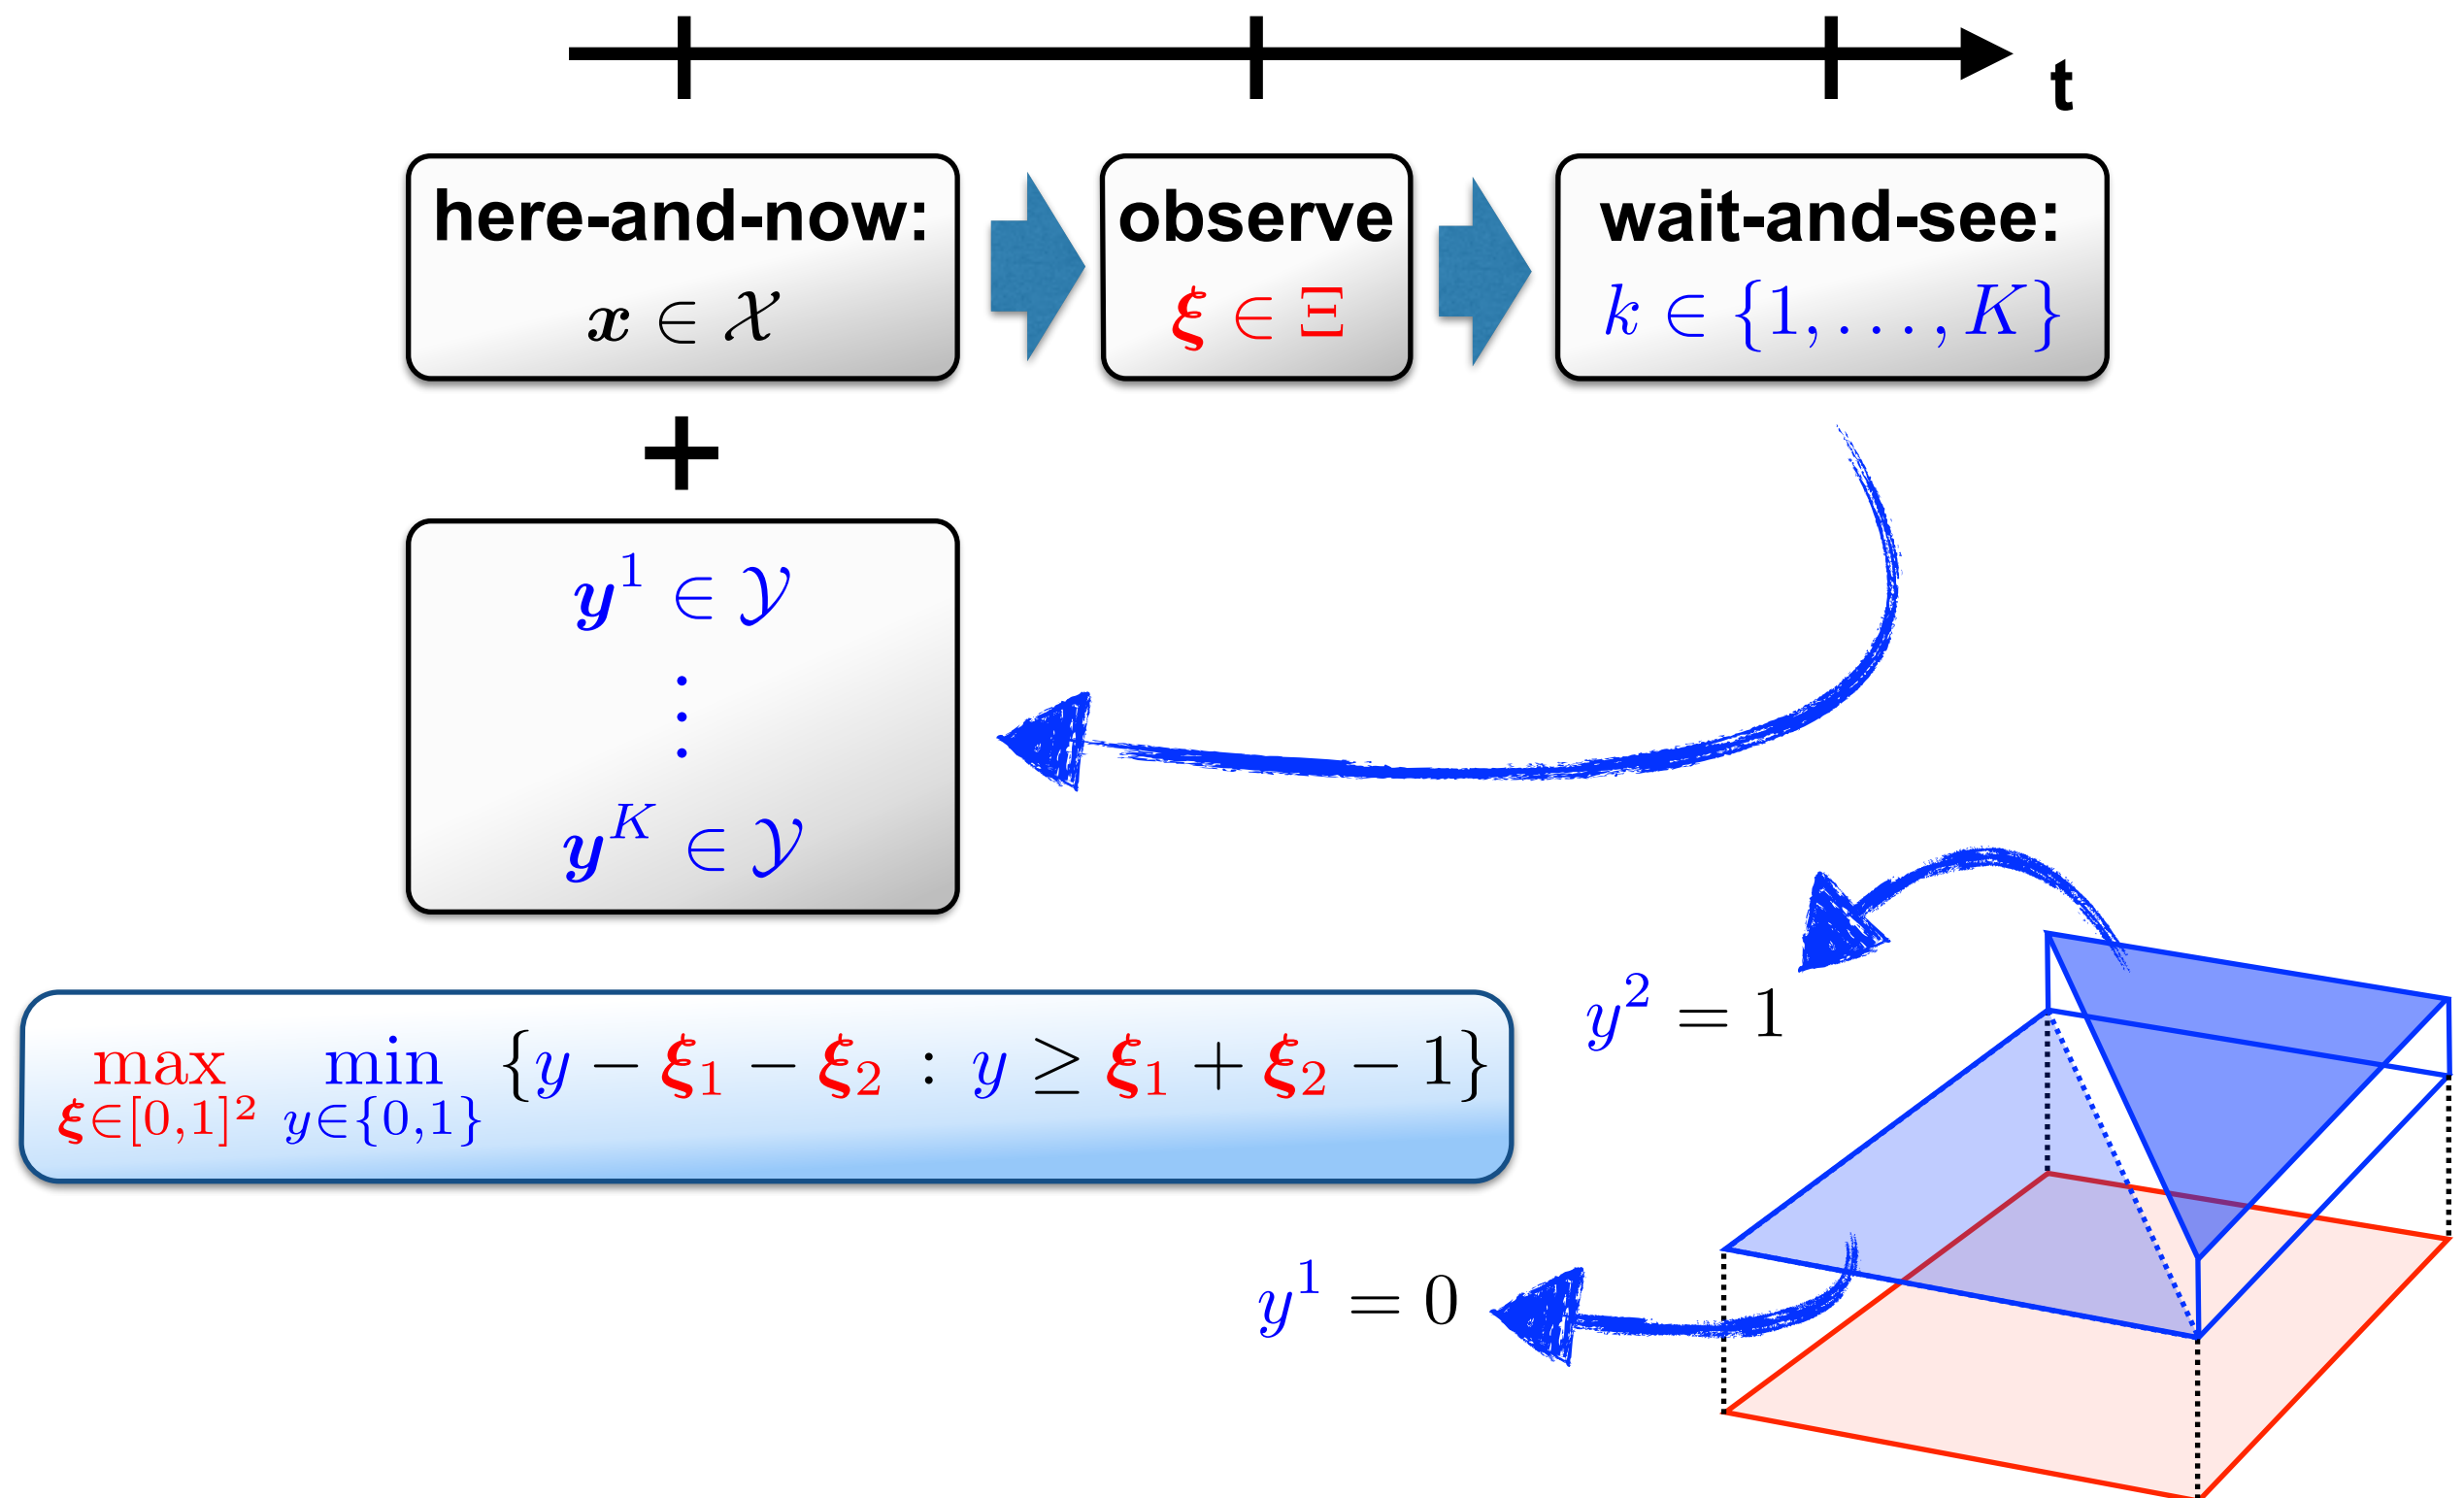 t
here-and-now:
x ∈ 𝒳
observe
ξ ∈ Ξ
wait-and-see:
k ∈ {1, . . . , K}
+
y¹ ∈ 𝒴
⋮
yᴷ ∈ 𝒴
max min {y − ξ₁ − ξ₂ : y ≥ ξ₁ + ξ₂ − 1}
ξ∈[0,1]² y∈{0,1}
y² = 1
y¹ = 0